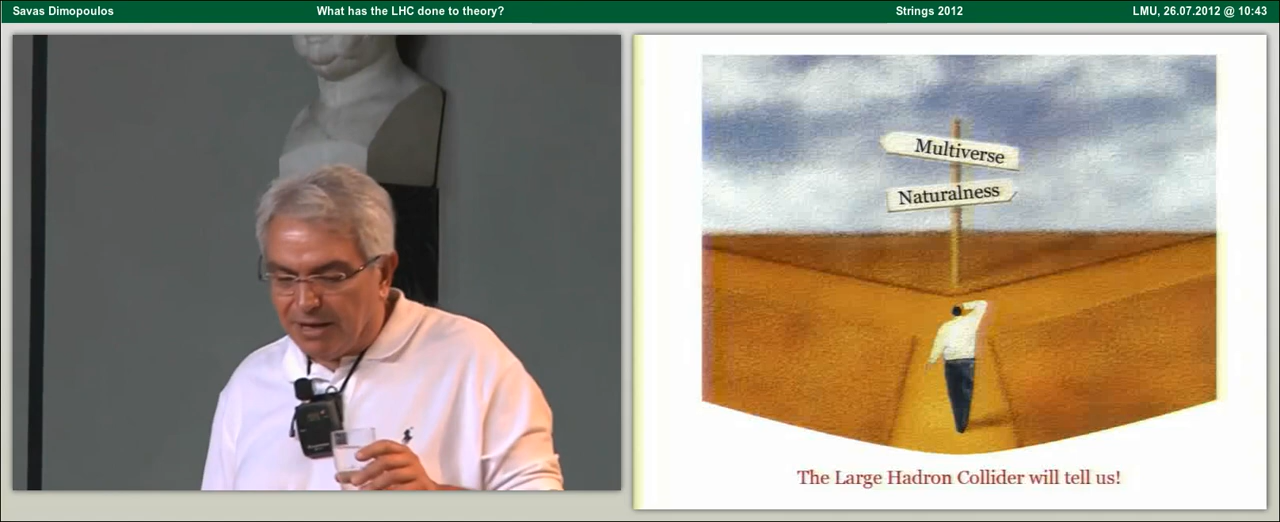 Savas Dimopoulos What has the LHC done to theory? Strings 2012 LMU, 26.07.2012 @ 10:43
Multiverse
Naturalness
The Large Hadron Collider will tell us!